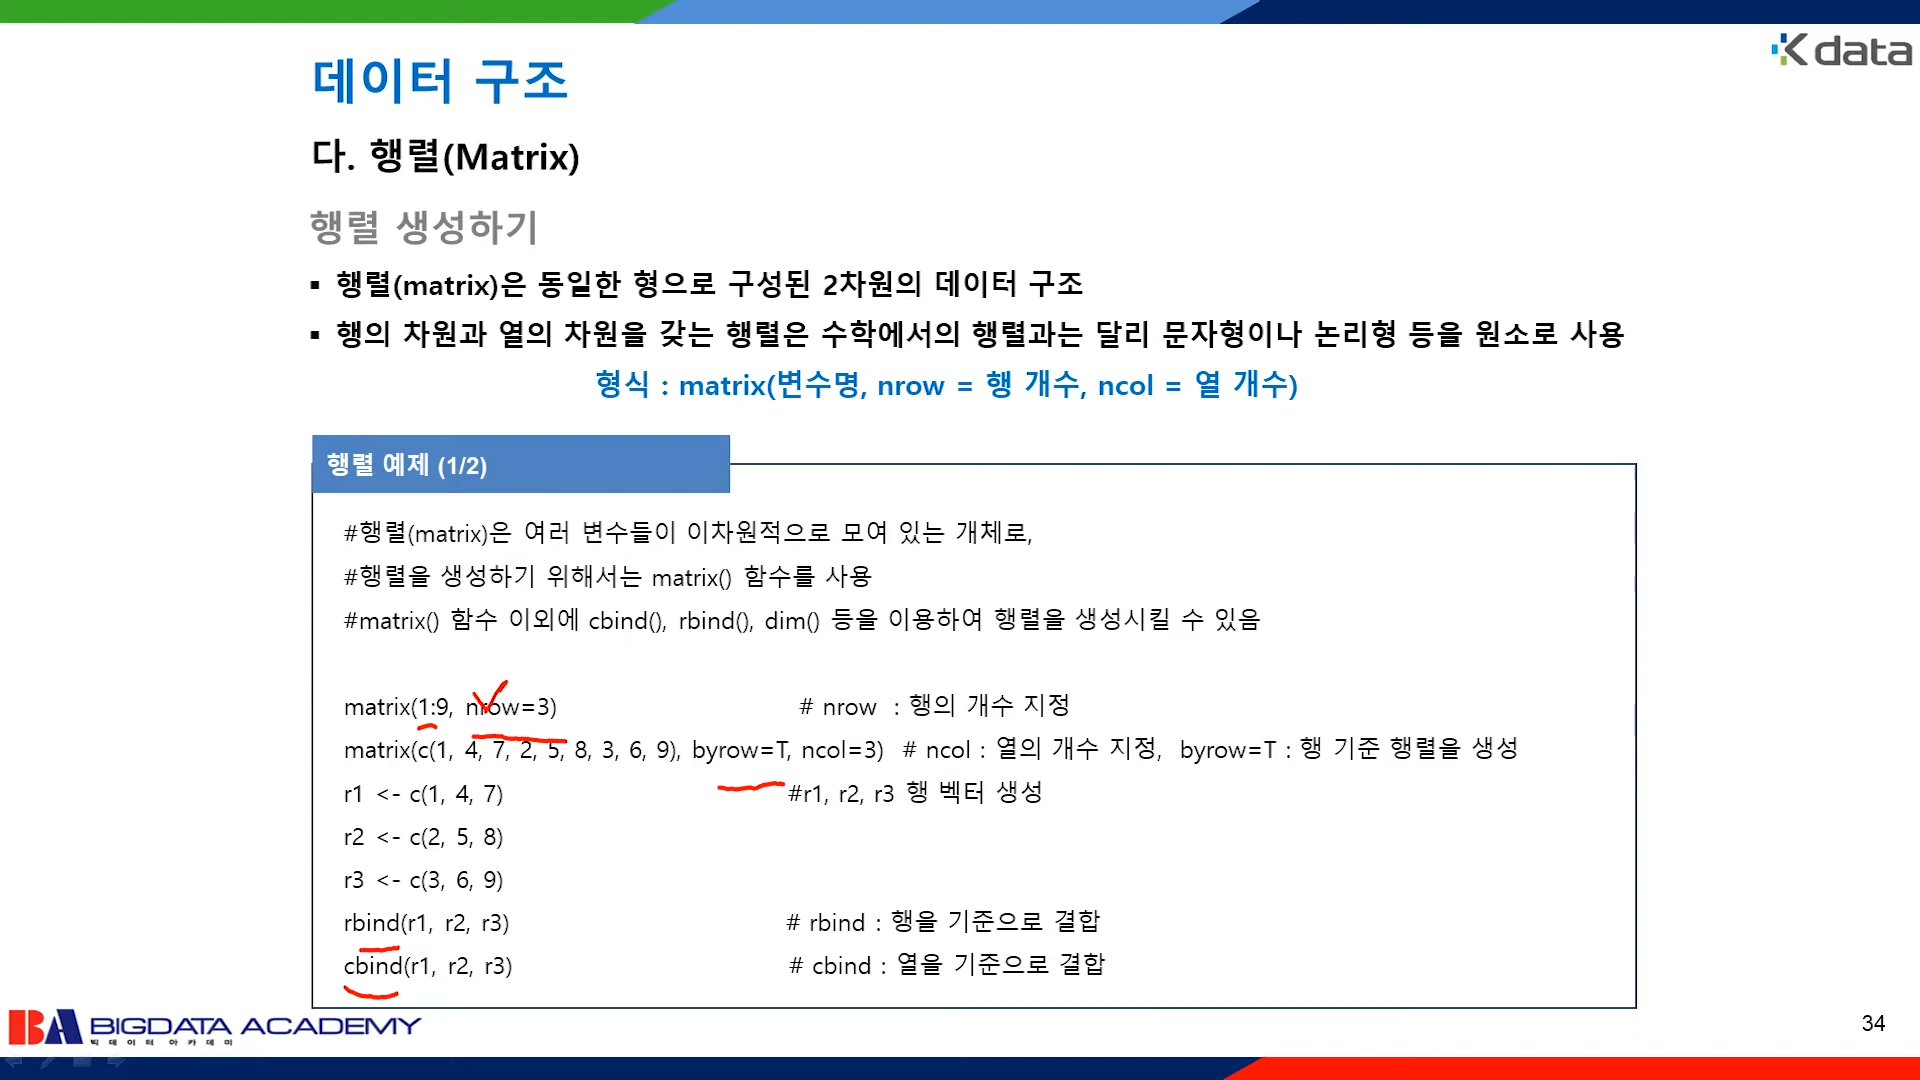 Kdata
데이터 구조
다. 행렬(Matrix)
행렬 생성하기
▪ 행렬(matrix)은 동일한 형으로 구성된 2차원의 데이터 구조
▪ 행의 차원과 열의 차원을 갖는 행렬은 수학에서의 행렬과는 달리 문자형이나 논리형 등을 원소로 사용
형식 : matrix(변수명, nrow = 행 개수, ncol = 열 개수)
행렬 예제 (1/2)
#행렬(matrix)은 여러 변수들이 이차원적으로 모여 있는 개체로,
#행렬을 생성하기 위해서는 matrix() 함수를 사용
#matrix() 함수 이외에 cbind(), rbind(), dim() 등을 이용하여 행렬을 생성시킬 수 있음
matrix(1:9, nrow=3) # nrow : 행의 개수 지정
matrix(c(1, 4, 7, 2, 5, 8, 3, 6, 9), byrow=T, ncol=3) # ncol : 열의 개수 지정, byrow=T : 행 기준 행렬을 생성
r1 <- c(1, 4, 7) #r1, r2, r3 행 벡터 생성
r2 <- c(2, 5, 8)
r3 <- c(3, 6, 9)
rbind(r1, r2, r3) # rbind : 행을 기준으로 결합
cbind(r1, r2, r3) # cbind : 열을 기준으로 결합
BA BIGDATA ACADEMY
빅데이터 아카데미
34